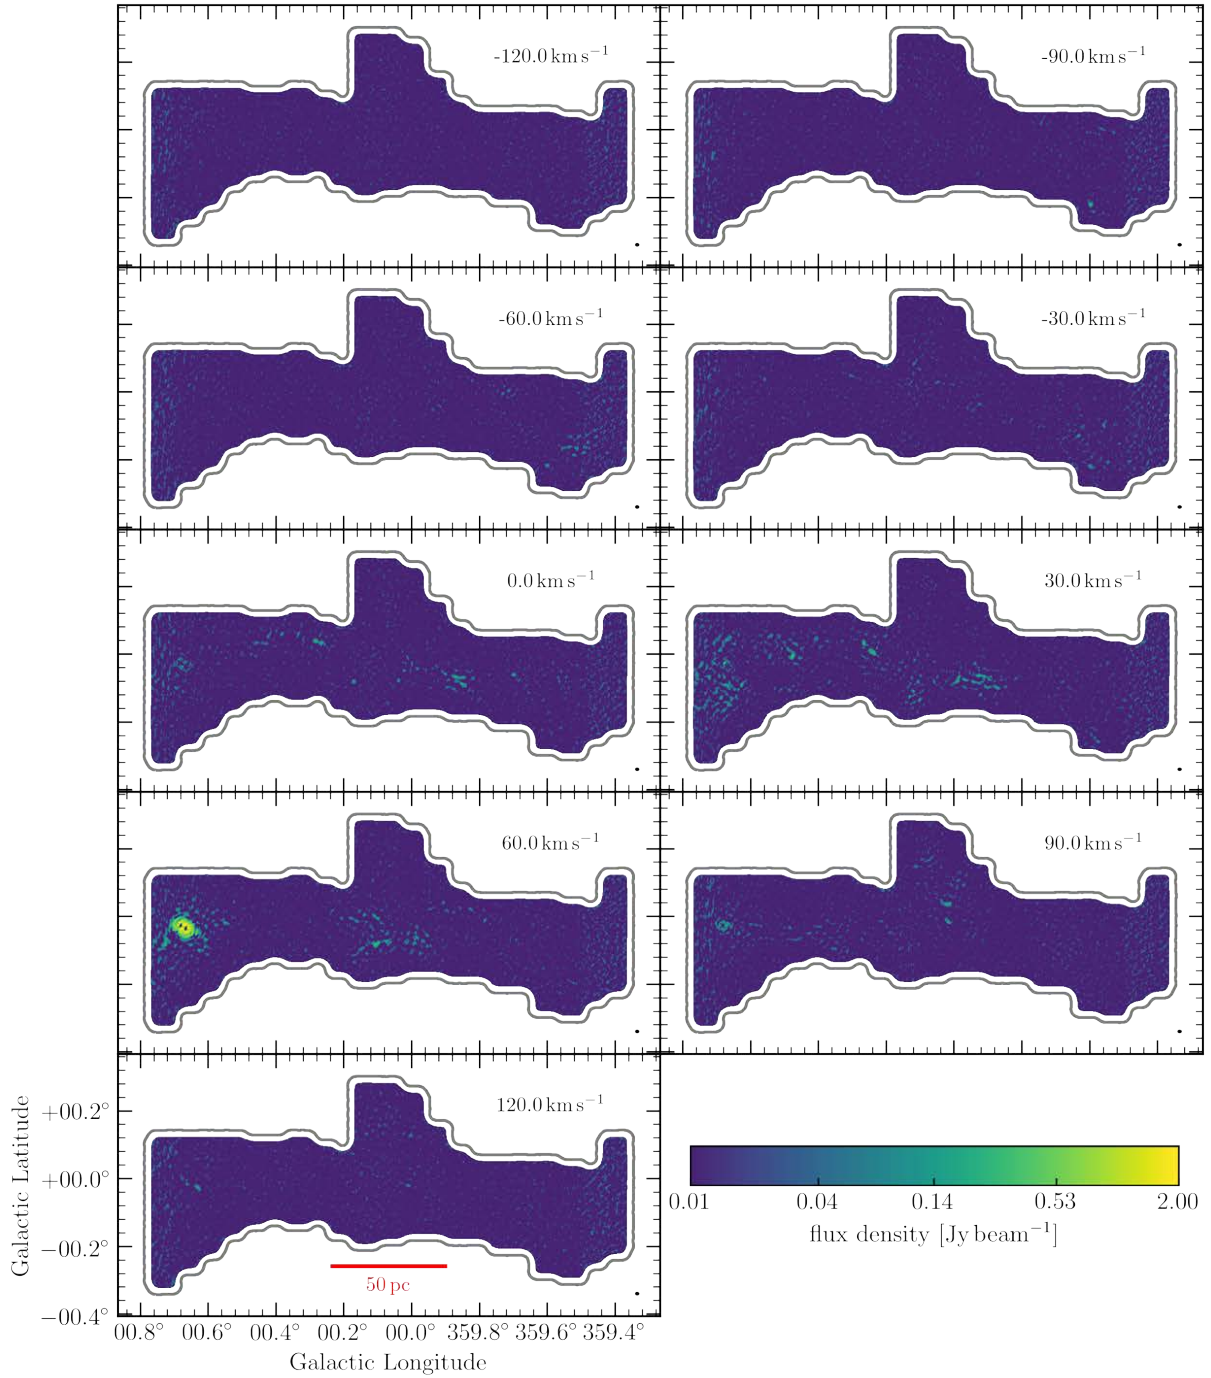 -120.0 km s⁻¹
-90.0 km s⁻¹
-60.0 km s⁻¹
-30.0 km s⁻¹
0.0 km s⁻¹
30.0 km s⁻¹
60.0 km s⁻¹
90.0 km s⁻¹
120.0 km s⁻¹
+00.2°
+00.0°
−00.2°
−00.4°
Galactic Latitude
50 pc
00.8° 00.6° 00.4° 00.2° 00.0° 359.8° 359.6° 359.4°
Galactic Longitude
0.01 0.04 0.14 0.53 2.00
flux density [Jy beam⁻¹]